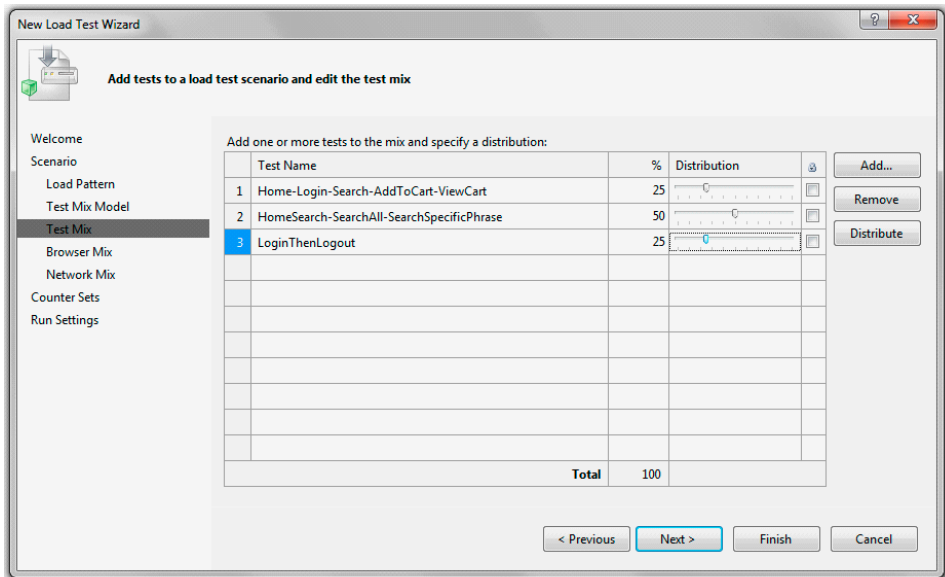 New Load Test Wizard
?
Add tests to a load test scenario and edit the test mix
Welcome
Scenario
Load Pattern
Test Mix Model
Test Mix
Browser Mix
Network Mix
Counter Sets
Run Settings
Add one or more tests to the mix and specify a distribution:
Test Name % Distribution
1 Home-Login-Search-AddToCart-ViewCart 25
2 HomeSearch-SearchAll-SearchSpecificPhrase 50
3 LoginThenLogout 25
Total 100
Add...
Remove
Distribute
< Previous Next > Finish Cancel